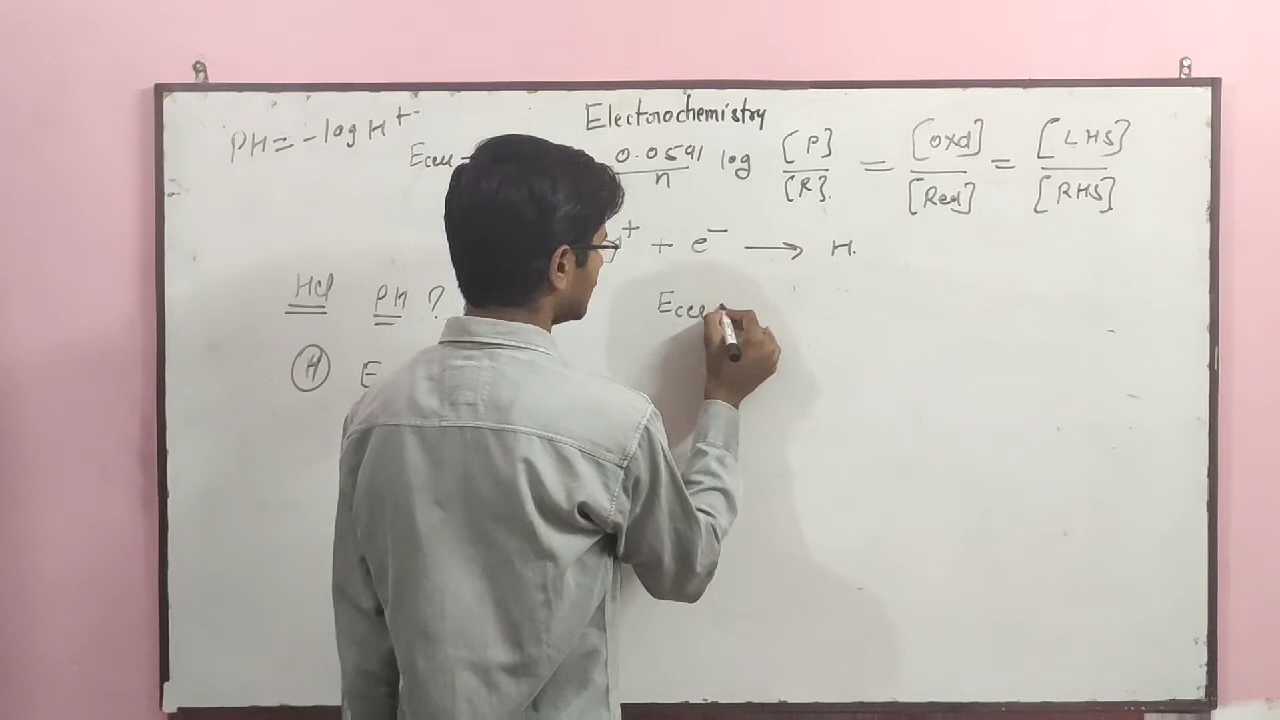 Electrochemistry
PH = -log H+
Ecell = 0.0591/n log [P]/[R] = [oxd]/[Red] = [LHS]/[RHS]
+ + e- → H.
HCl PH ? Ecell
(H) E